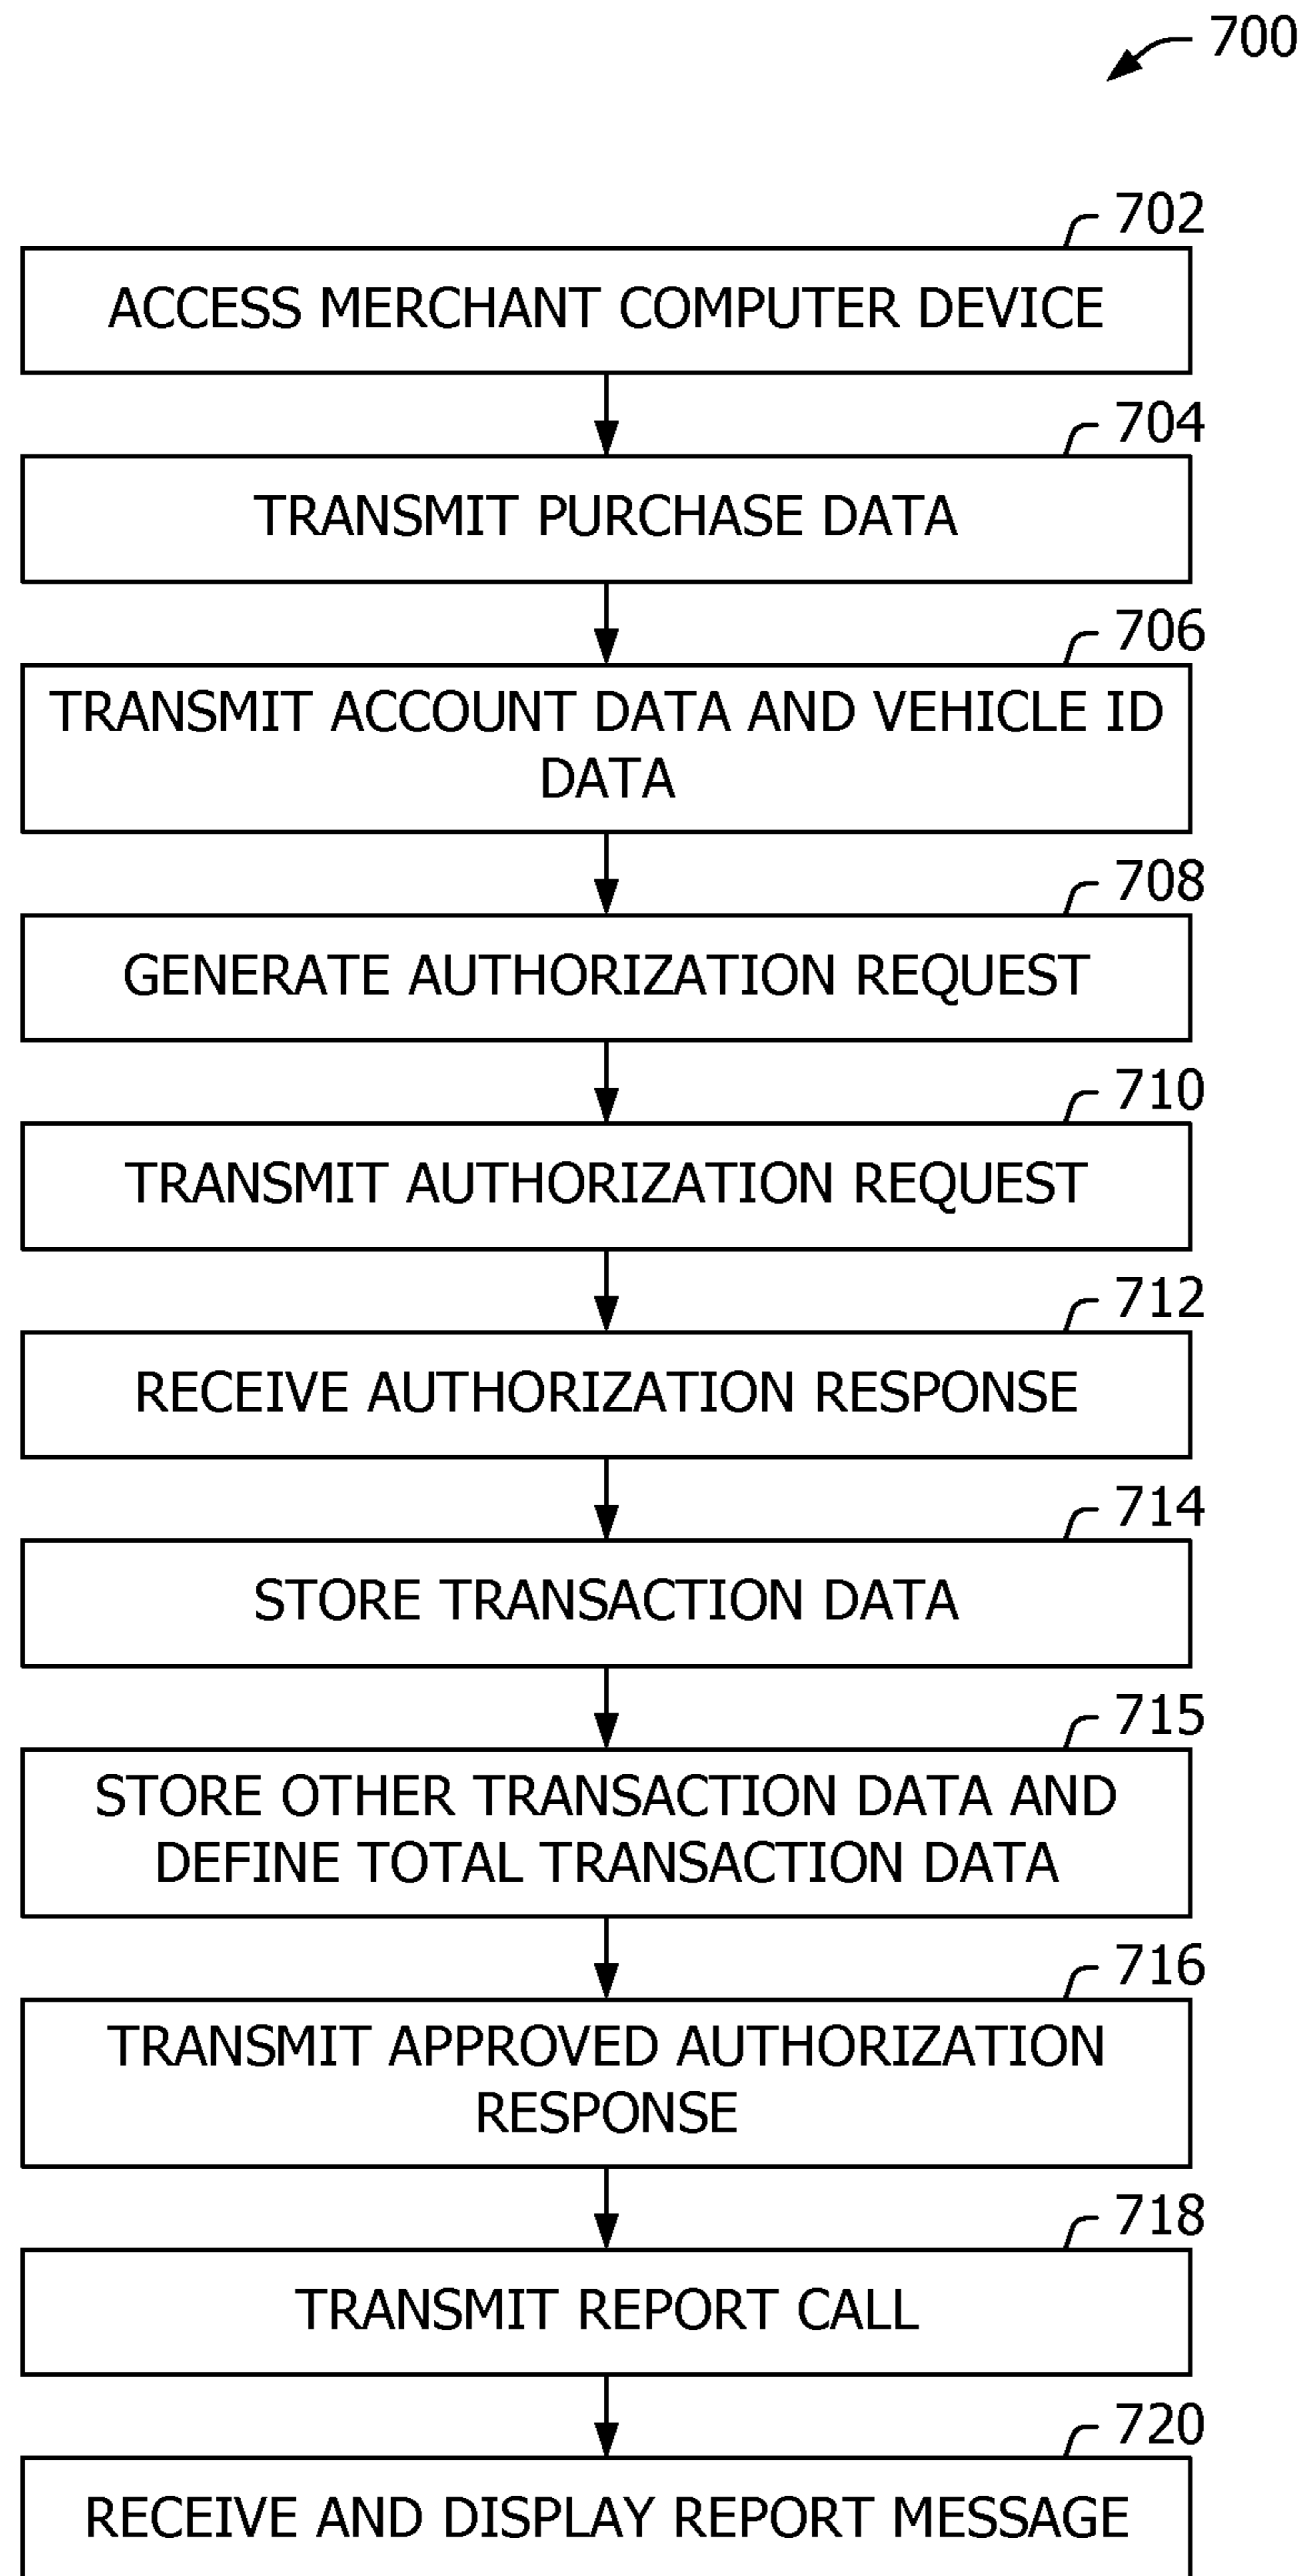 700
702
ACCESS MERCHANT COMPUTER DEVICE
704
TRANSMIT PURCHASE DATA
706
TRANSMIT ACCOUNT DATA AND VEHICLE ID
DATA
708
GENERATE AUTHORIZATION REQUEST
710
TRANSMIT AUTHORIZATION REQUEST
712
RECEIVE AUTHORIZATION RESPONSE
714
STORE TRANSACTION DATA
715
STORE OTHER TRANSACTION DATA AND
DEFINE TOTAL TRANSACTION DATA
716
TRANSMIT APPROVED AUTHORIZATION
RESPONSE
718
TRANSMIT REPORT CALL
720
RECEIVE AND DISPLAY REPORT MESSAGE